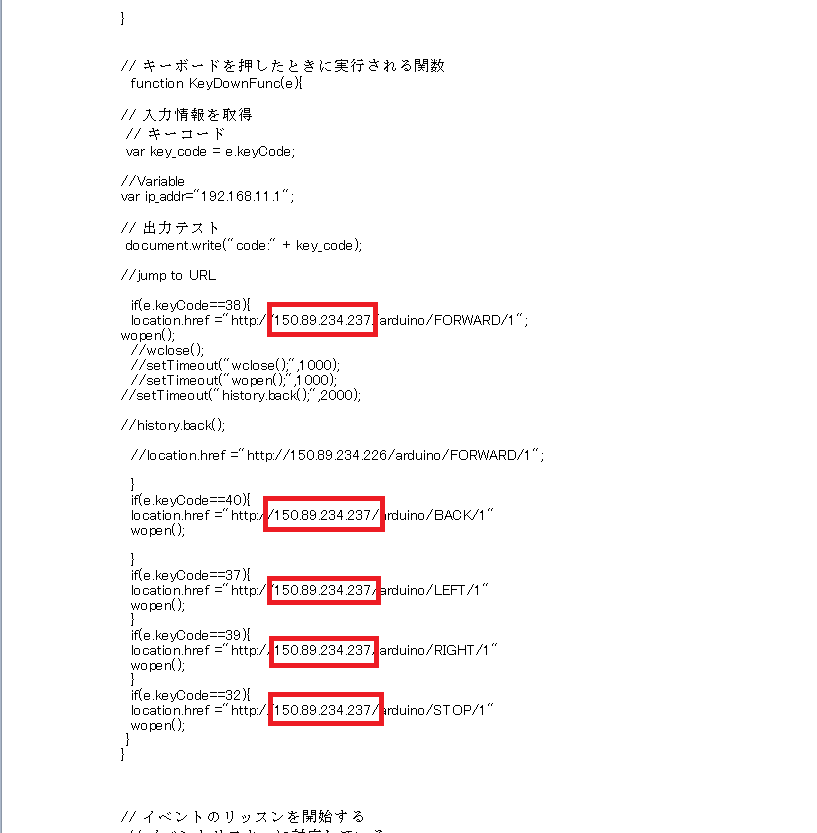 }
// キーボードを押したときに実行される関数
function KeyDownFunc(e){
// 入力情報を取得
// キーコード
var key_code = e.keyCode;
//Variable
var ip_addr="192.168.11.1";
// 出力テスト
document.write("code:" + key_code);
//jump to URL
if(e.keyCode==38){
location.href ="http://150.89.234.237/arduino/FORWARD/1";
wopen();
//wclose();
//setTimeout("wclose();",1000);
//setTimeout("wopen();",1000);
//setTimeout("history.back();",2000);
//history.back();
//location.href ="http://150.89.234.226/arduino/FORWARD/1";
}
if(e.keyCode==40){
location.href ="http://150.89.234.237/arduino/BACK/1"
wopen();
}
if(e.keyCode==37){
location.href ="http://150.89.234.237/arduino/LEFT/1"
wopen();
}
if(e.keyCode==39){
location.href ="http://150.89.234.237/arduino/RIGHT/1"
wopen();
}
if(e.keyCode==32){
location.href ="http://150.89.234.237/arduino/STOP/1"
wopen();
}
}
// イベントのリッスンを開始する